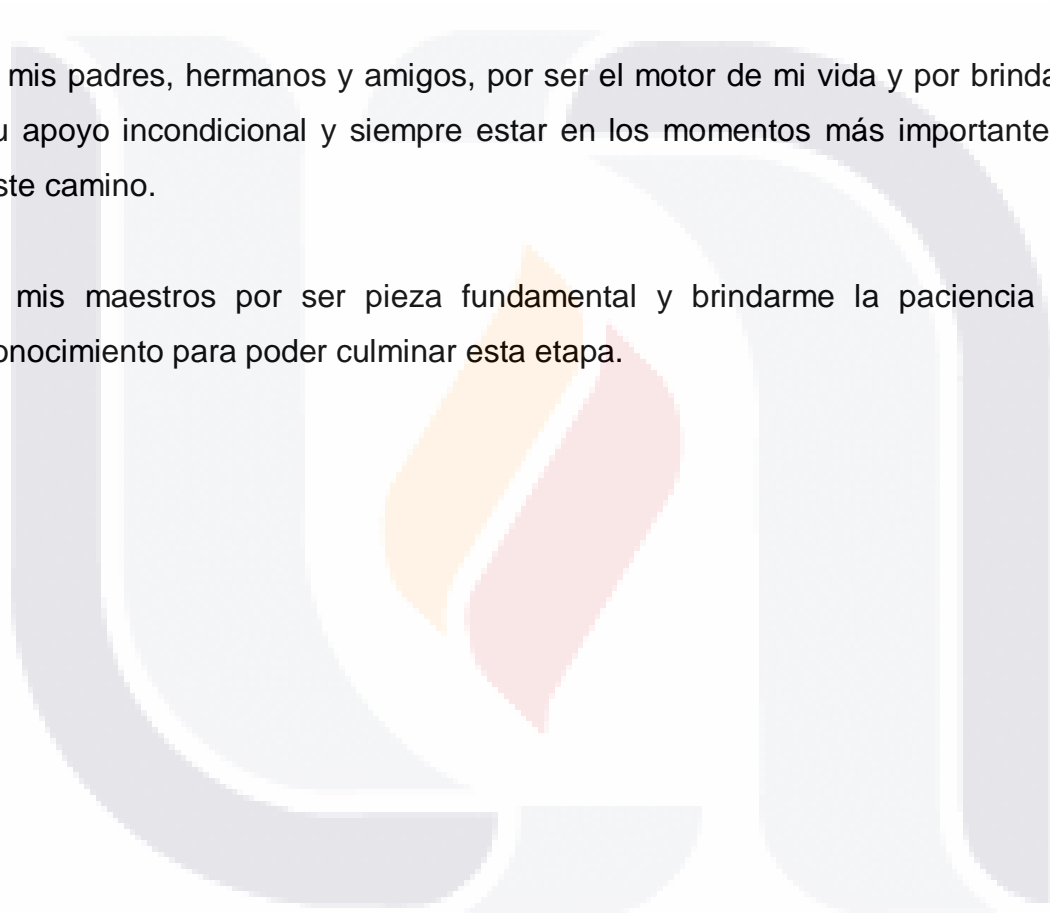 mis padres, hermanos y amigos, por ser el motor de mi vida y por brinda
u apoyo incondicional y siempre estar en los momentos más importante
ste camino.
mis maestros por ser pieza fundamental y brindarme la paciencia
onocimiento para poder culminar esta etapa.